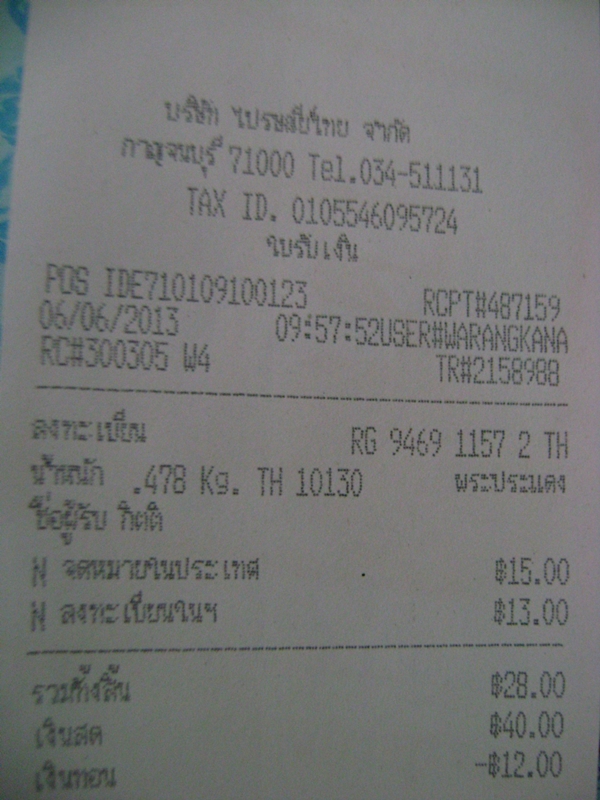 บริษัท ไปรษณีย์ไทย จำกัด
กาญจนบุรี 71000 Tel.034-511131
TAX ID. 0105546095724
ใบรับเงิน
POS IDE710109100123 RCPT#487159
06/06/2013 09:57:52USER#WARANGKANA
RC#300305 W4 TR#2158988
ลงทะเบียน RG 9469 1157 2 TH
น้ำหนัก .478 Kg. TH 10130 พระประแดง
ชื่อผู้รับ กิตติ
N จดหมายในประเทศ ฿15.00
N ลงทะเบียนในฯ ฿13.00
รวมทั้งสิ้น ฿28.00
เงินสด ฿40.00
เงินทอน -฿12.00